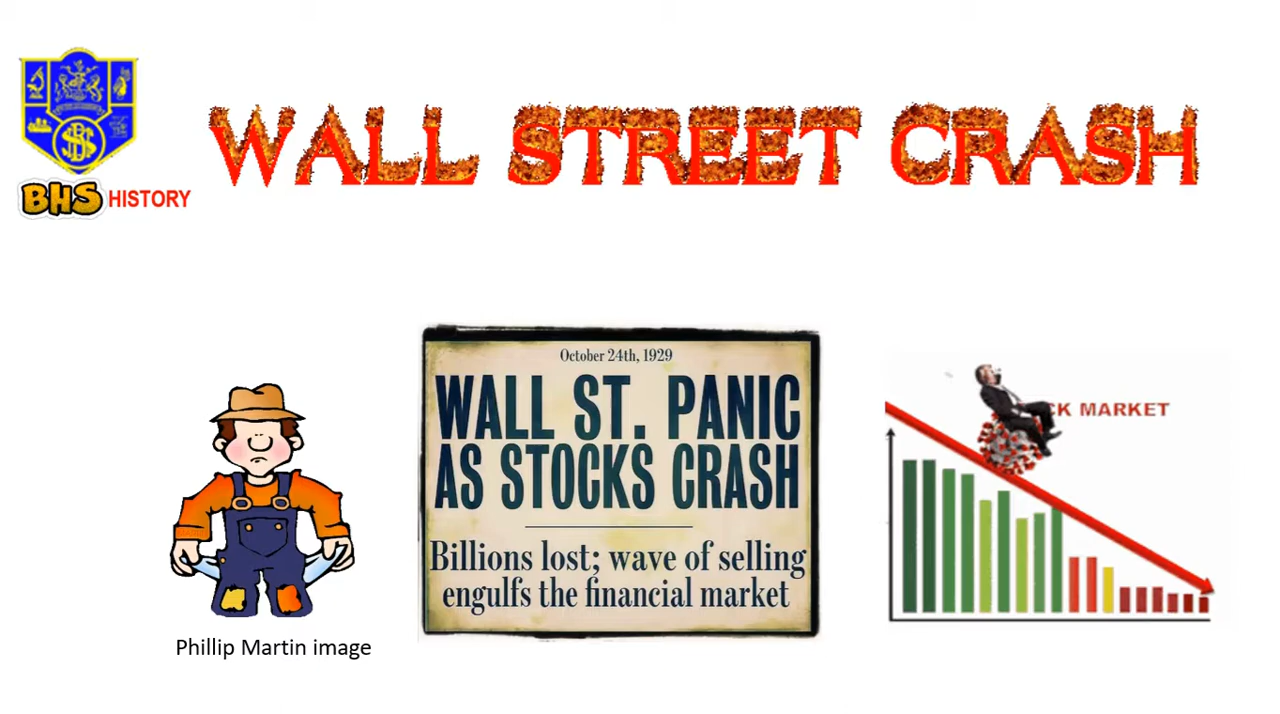 WALL STREET CRASH
BHS HISTORY
October 24th, 1929
WALL ST. PANIC
AS STOCKS CRASH
Billions lost; wave of selling
engulfs the financial market
CK MARKET
Phillip Martin image